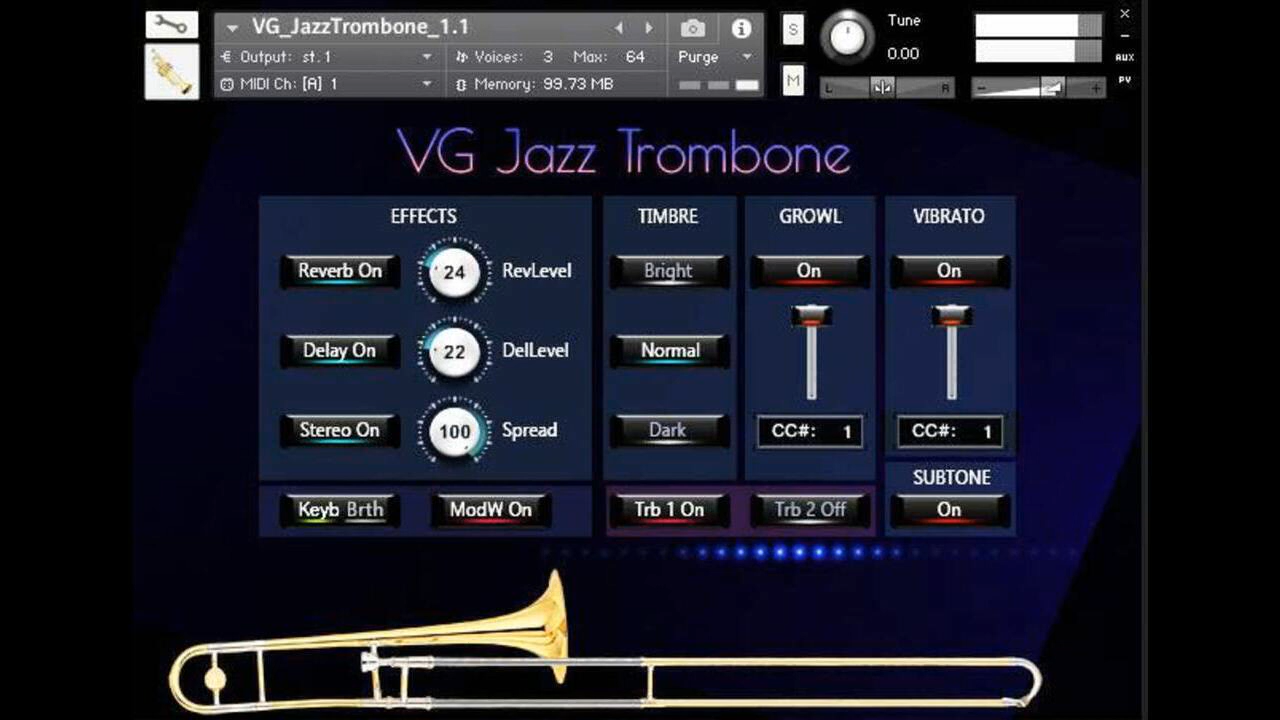 VG_JazzTrombone_1.1
Output: st.1
Voices: 3 Max: 64
Purge
MIDI Ch: [A] 1
Memory: 99.73 MB
S
M
Tune
0.00
L R
- +
×
-
AUX
PV
VG Jazz Trombone
EFFECTS
TIMBRE
GROWL
VIBRATO
Reverb On
24
RevLevel
Bright
On
On
Delay On
22
DelLevel
Normal
Stereo On
100
Spread
Dark
CC#: 1
CC#: 1
SUBTONE
Keyb Brth
ModW On
Trb 1 On
Trb 2 Off
On